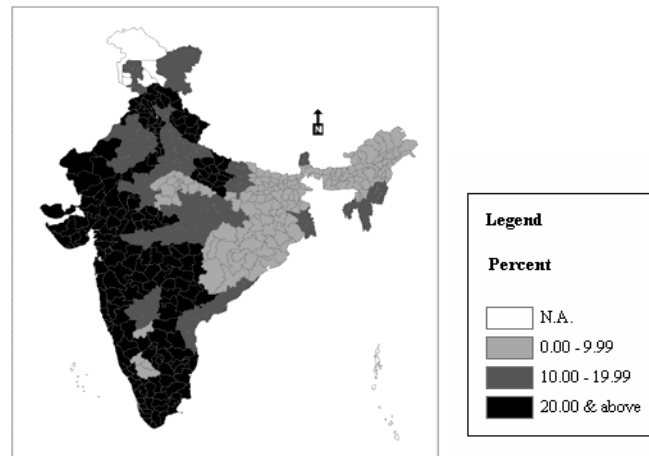 N
Legend
Percent
N.A.
0.00 - 9.99
10.00 - 19.99
20.00 & above